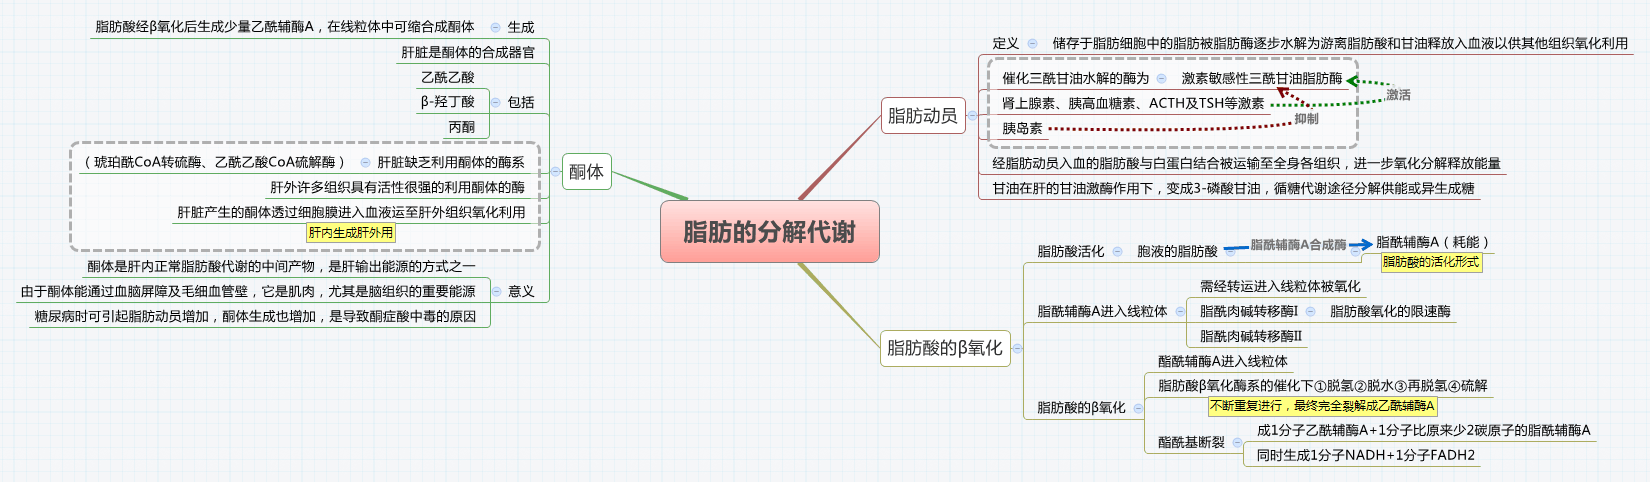 脂肪的分解代谢
脂肪动员
定义
储存于脂肪细胞中的脂肪被脂肪酶逐步水解为游离脂肪酸和甘油释放入血液以供其他组织氧化利用
催化三酰甘油水解的酶为
激素敏感性三酰甘油脂肪酶
肾上腺素、胰高血糖素、ACTH及TSH等激素
激活
胰岛素
抑制
经脂肪动员入血的脂肪酸与白蛋白结合被运输至全身各组织，进一步氧化分解释放能量
甘油在肝的甘油激酶作用下，变成3-磷酸甘油，循糖代谢途径分解供能或异生成糖
脂肪酸的β氧化
脂肪酸活化
胞液的脂肪酸
脂酰辅酶A合成酶
脂酰辅酶A（耗能）
脂肪酸的活化形式
脂酰辅酶A进入线粒体
需经转运进入线粒体被氧化
脂酰肉碱转移酶Ⅰ
脂肪酸氧化的限速酶
脂酰肉碱转移酶Ⅱ
脂肪酸的β氧化
酯酰辅酶A进入线粒体
脂肪酸β氧化酶系的催化下①脱氢②脱水③再脱氢④硫解
不断重复进行，最终完全裂解成乙酰辅酶A
酯酰基断裂
成1分子乙酰辅酶A+1分子比原来少2碳原子的脂酰辅酶A
同时生成1分子NADH+1分子FADH2
酮体
生成
脂肪酸经β氧化后生成少量乙酰辅酶A，在线粒体中可缩合成酮体
肝脏是酮体的合成器官
包括
乙酰乙酸
β-羟丁酸
丙酮
肝脏缺乏利用酮体的酶系
（琥珀酰CoA转硫酶、乙酰乙酸CoA硫解酶）
肝外许多组织具有活性很强的利用酮体的酶
肝脏产生的酮体透过细胞膜进入血液运至肝外组织氧化利用
肝内生成肝外用
意义
酮体是肝内正常脂肪酸代谢的中间产物，是肝输出能源的方式之一
由于酮体能通过血脑屏障及毛细血管壁，它是肌肉，尤其是脑组织的重要能源
糖尿病时可引起脂肪动员增加，酮体生成也增加，是导致酮症酸中毒的原因